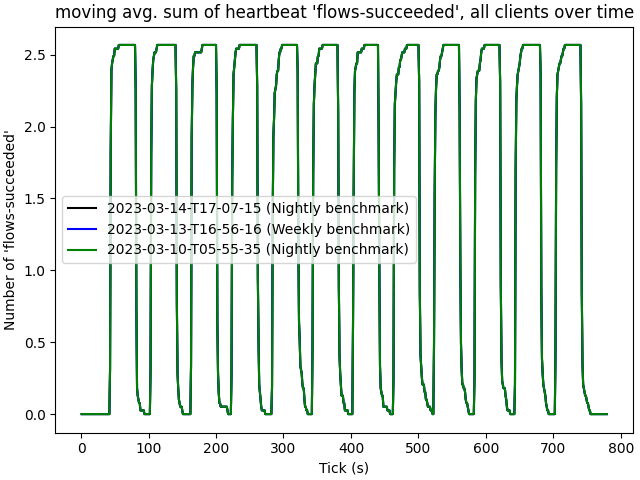 moving avg. sum of heartbeat 'flows-succeeded', all clients over time
Number of 'flows-succeeded'
2.5
2.0
1.5
1.0
0.5
0.0
2023-03-14-T17-07-15 (Nightly benchmark)
2023-03-13-T16-56-16 (Weekly benchmark)
2023-03-10-T05-55-35 (Nightly benchmark)
0 100 200 300 400 500 600 700 800
Tick (s)